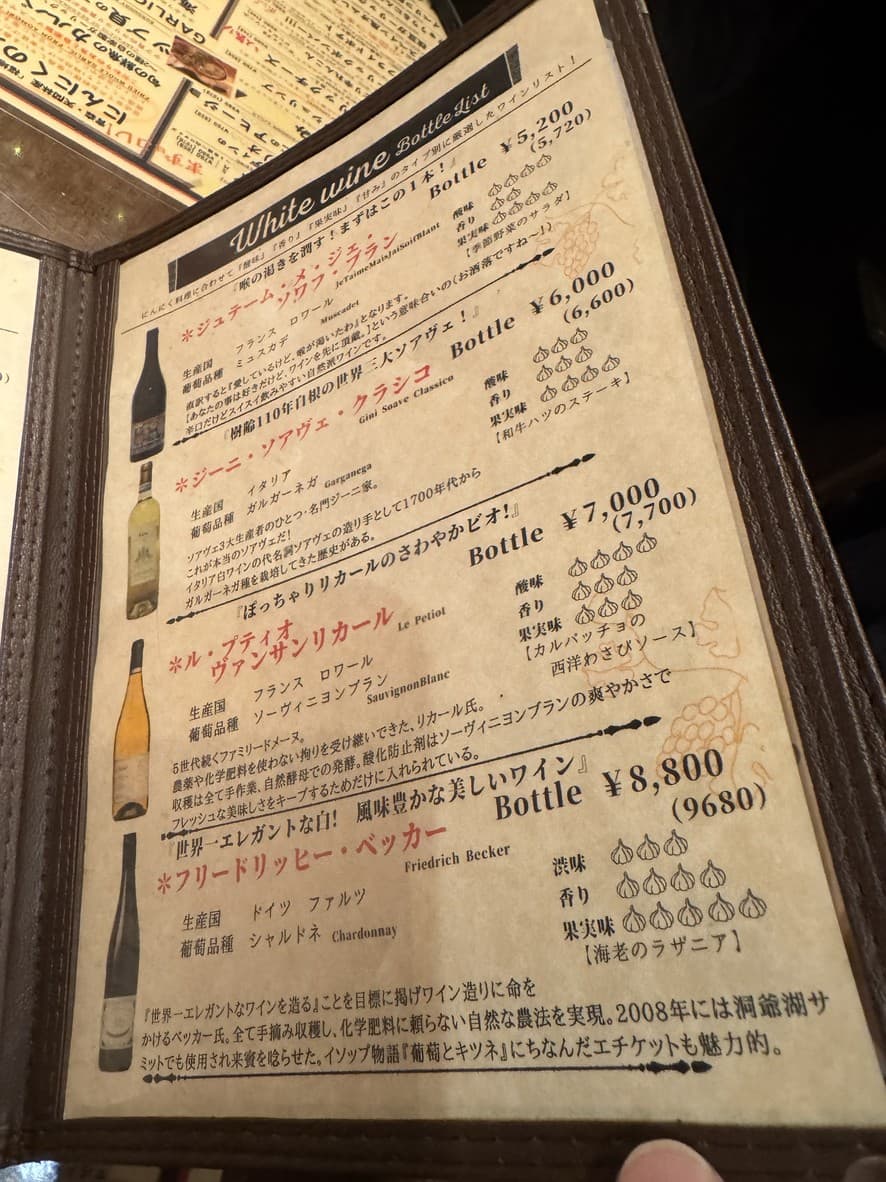 White wine Bottle List
にんにく料理に合わせて『酸味』『香り』『果実味』『甘み』のタイプ別に厳選したワインリスト！
『喉の渇きを潤す！まずはこの１本！』
＊ジュテーム・メ・ジェ・
ソワフ・ブラン
JeTaimeMaisJaiSoifBlant
Bottle ￥5,200
(5,720)
生産国 フランス ロワール
葡萄品種 ミュスカデ Muscadet
酸味
香り
果実味
【季節野菜のサラダ】
直訳すると『愛しているけど、喉が渇いたわ』となります。
【あなたの事は好きだけど、ワインを先に頂戴。】という意味合いの（お洒落ですね～！）
辛口だけどスイスイ飲みやすい自然派ワインです。
『樹齢110年自根の世界三大ソアヴェ！』
＊ジーニ・ソアヴェ・クラシコ
Gini Soave Classico
Bottle ￥6,000
(6,600)
生産国 イタリア
葡萄品種 ガルガーネガ Garganega
酸味
香り
果実味
【和牛ハツのステーキ】
ソアヴェ3大生産者のひとつ・名門ジーニ家。
これが本当のソアヴェだ！
イタリア白ワインの代名詞ソアヴェの造り手として1700年代から
ガルガーネガ種を栽培してきた歴史がある。
『ぽっちゃりリカールのさわやかビオ！』
＊ル・プティオ
ヴァンサンリカール Le Petiot
Bottle ￥7,000
(7,700)
生産国 フランス ロワール
葡萄品種 ソーヴィニヨンブラン SauvignonBlanc
酸味
香り
果実味
【カルパッチョの
西洋わさびソース】
5世代続くファミリードメーヌ。
農薬や化学肥料を使わない拘りを受け継いできた、リカール氏。
収穫は全て手作業、自然酵母での発酵。酸化防止剤はソーヴィニヨンブランの爽やかさで
フレッシュな美味しさをキープするためだけに入れられている。
『世界一エレガントな白！ 風味豊かな美しいワイン』
＊フリードリッヒー・ベッカー
Friedrich Becker
Bottle ￥8,800
(9680)
生産国 ドイツ ファルツ
葡萄品種 シャルドネ Chardonnay
渋味
香り
果実味
【海老のラザニア】
『世界一エレガントなワインを造る』ことを目標に掲げワイン造りに命を
かけるベッカー氏。全て手摘み収穫し、化学肥料に頼らない自然な農法を実現。2008年には洞爺湖サ
ミットでも使用され来賓を唸らせた。イソップ物語『葡萄とキツネ』にちなんだエチケットも魅力的。